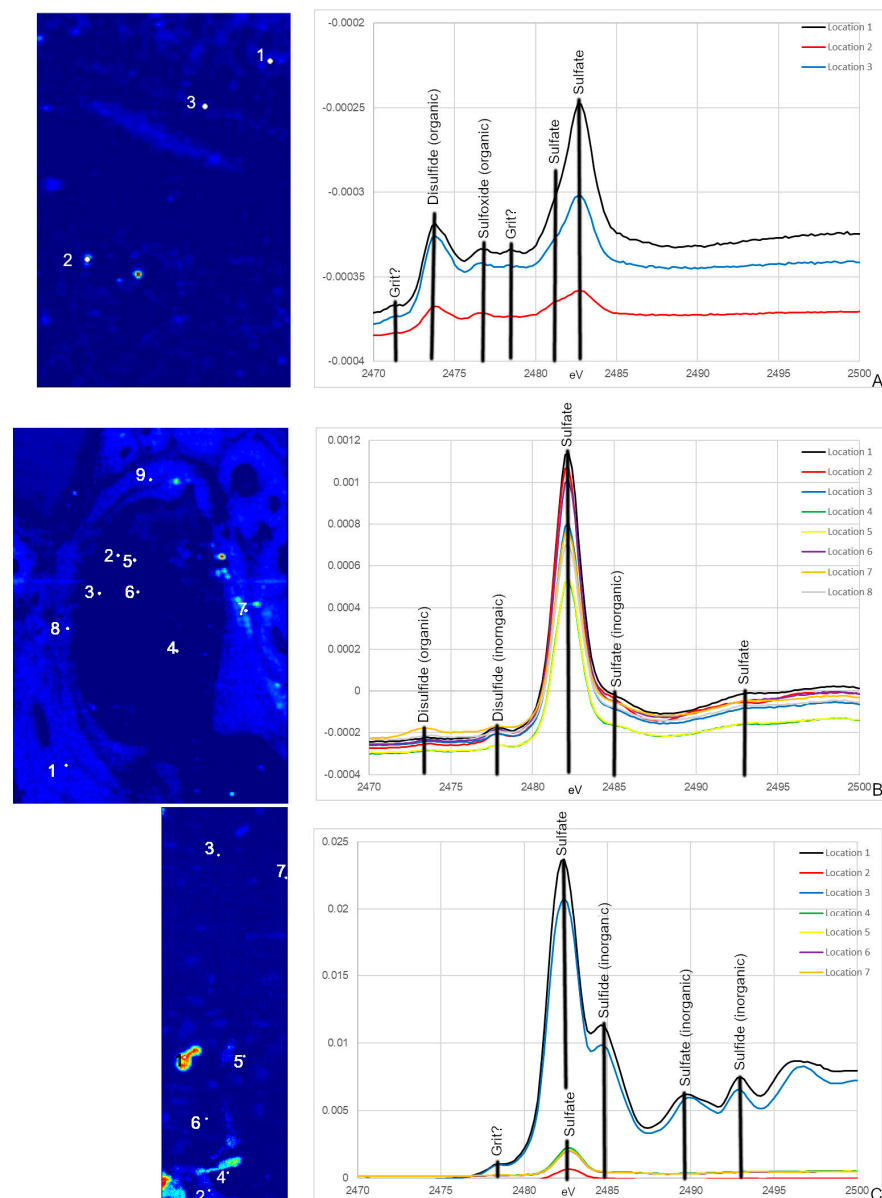 1
3
2
-0.0002
-0.00025
-0.0003
-0.00035
-0.0004
2470
2475
2480
2485
2490
2495
2500
eV
Grit?
Disulfide (organic)
Sulfoxide (organic)
Grit?
Sulfate
Sulfate
Location 1
Location 2
Location 3
A
9
2
5
3
6
8
7
4
1
0.0012
0.001
0.0008
0.0006
0.0004
0.0002
0
-0.0002
-0.0004
2470
2475
2480
2485
2490
2495
2500
eV
Disulfide (organic)
Disulfide (inorngaic)
Sulfate
Sulfate (inorganic)
Sulfate
Location 1
Location 2
Location 3
Location 4
Location 5
Location 6
Location 7
Location 8
B
3
7
1
5
6
4
2
0.025
0.02
0.015
0.01
0.005
0
2470
2475
2480
2485
2490
2495
2500
eV
Grit?
Sulfate
Sulfate
Sulfide (inorganic)
Sulfate (inorganic)
Sulfide (inorganic)
Location 1
Location 2
Location 3
Location 4
Location 5
Location 6
Location 7
C